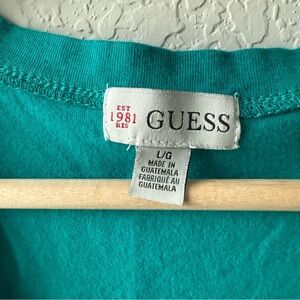 EST
1981
REG
GUESS
L/G
MADE IN
GUATEMALA
FABRIQUÉ AU
GUATEMALA